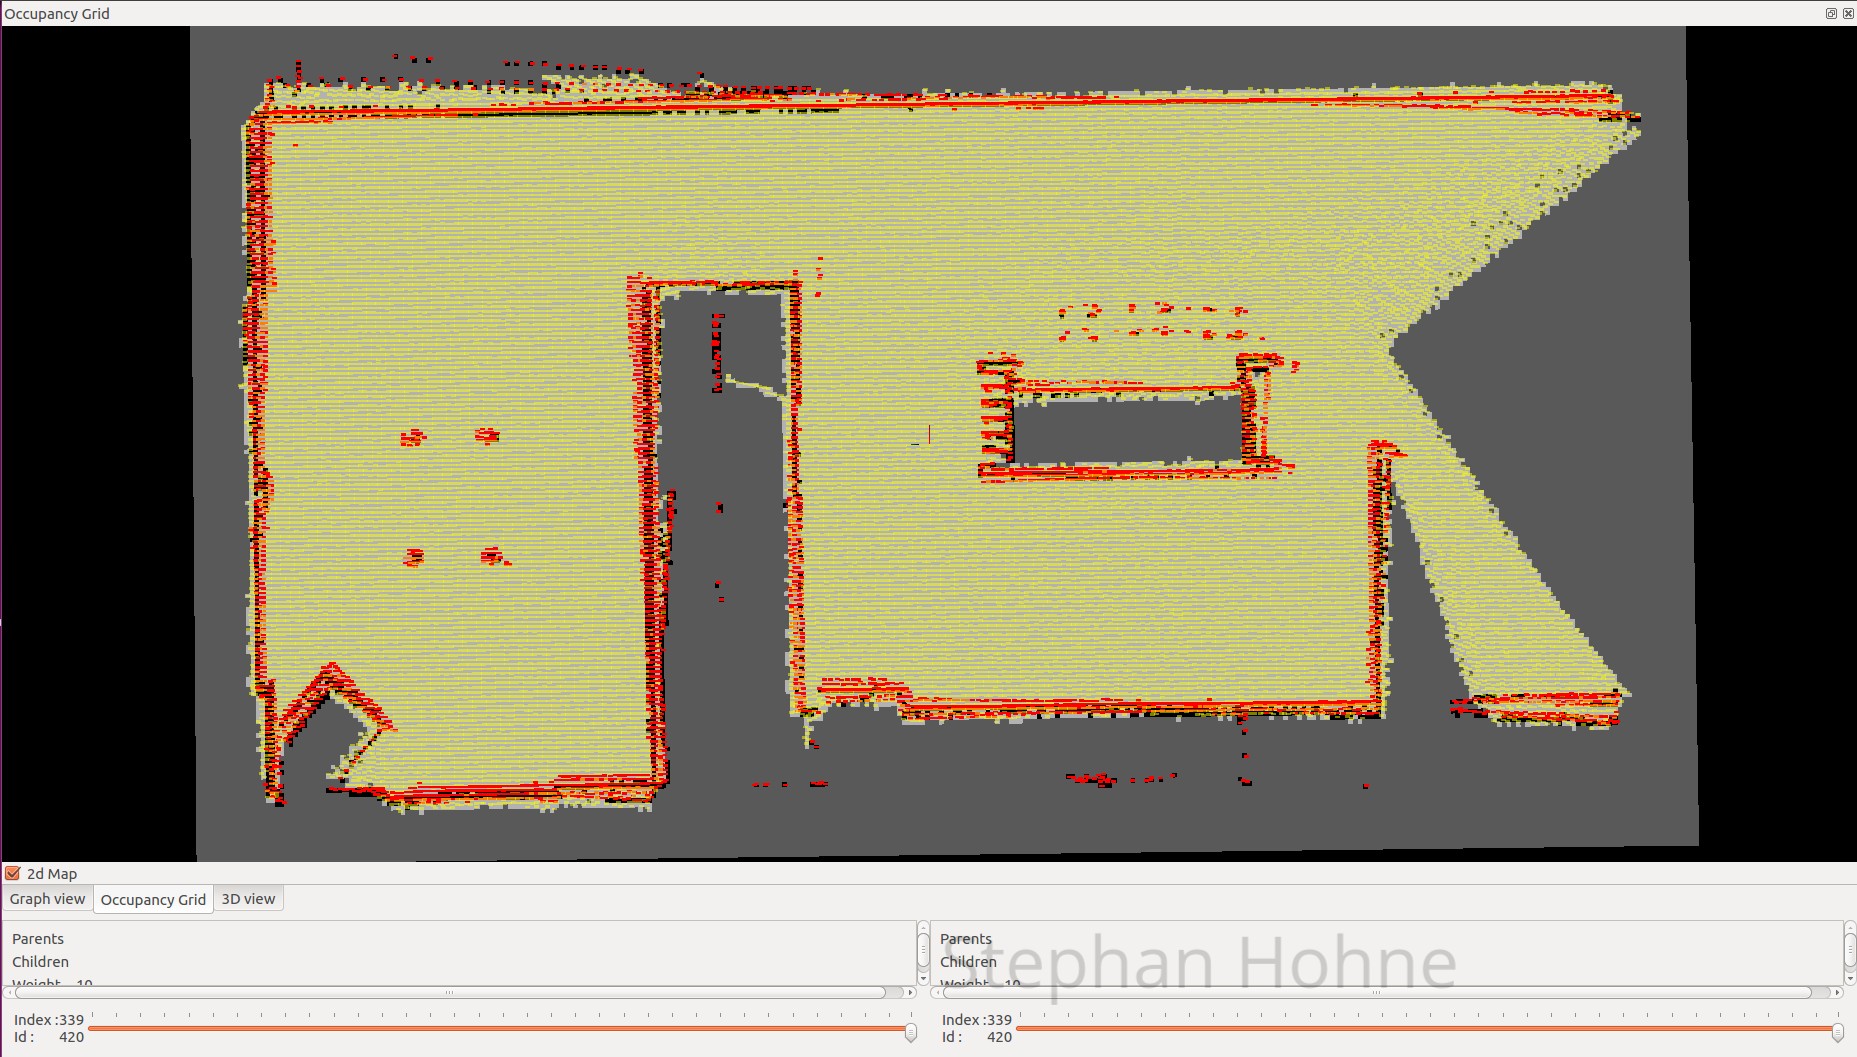 Occupancy Grid
2d Map
Graph view
Occupancy Grid
3D view
Parents
Children
Weight 10
Index :339
Id : 420
Parents
Children
Weight 10
Stephan Hohne
Index :339
Id : 420